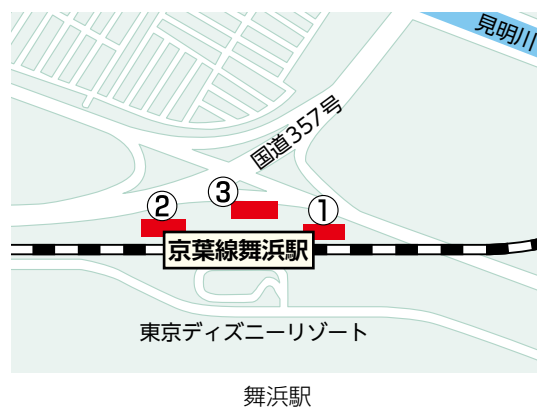 見明川
国道357号
③
②
①
京葉線舞浜駅
東京ディズニーリゾート
舞浜駅